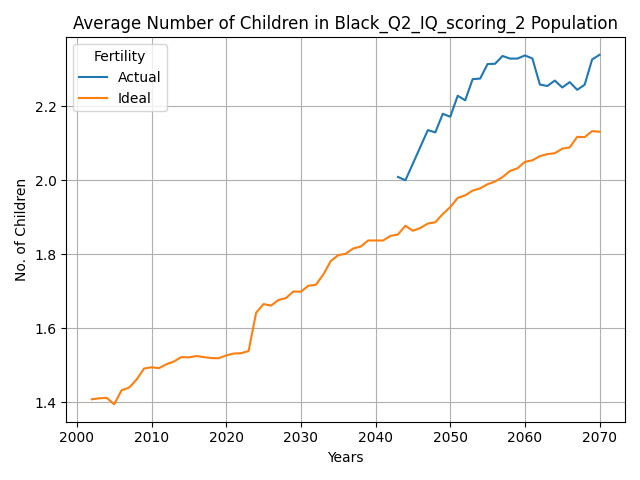 Average Number of Children in Black_Q2_IQ_scoring_2 Population
Fertility
Actual
Ideal
No. of Children
2.2
2.0
1.8
1.6
1.4
2000 2010 2020 2030 2040 2050 2060 2070
Years